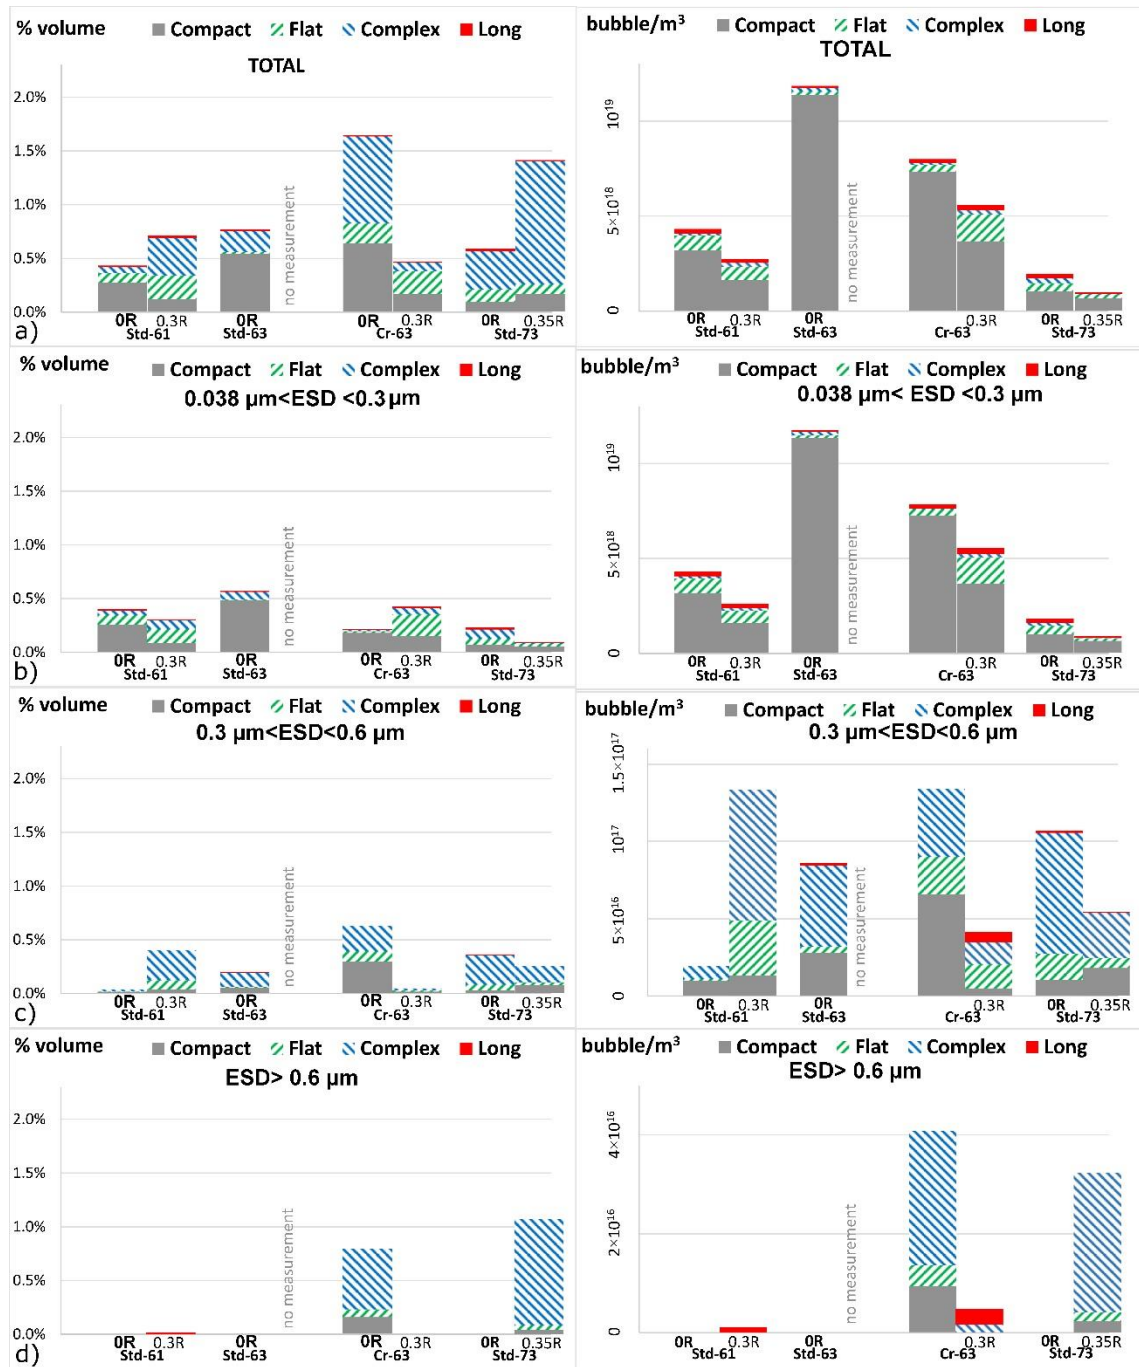 % volume
Compact Flat Complex Long
TOTAL
2.0%
1.5%
1.0%
0.5%
0.0%
no measurement
0R 0.3R 0R 0R 0.3R 0R 0.35R
Std-61 Std-63 Cr-63 Std-73
a)
bubble/m³
Compact Flat Complex Long
TOTAL
10¹⁹
5×10¹⁸
0
no measurement
0R 0.3R 0R 0.3R 0R 0.35R
Std-61 Std-63 Cr-63 Std-73
% volume
Compact Flat Complex Long
0.038 µm<ESD <0.3 µm
2.0%
1.5%
1.0%
0.5%
0.0%
no measurement
0R 0.3R 0R 0R 0.3R 0R 0.35R
Std-61 Std-63 Cr-63 Std-73
b)
bubble/m³
Compact Flat Complex Long
0.038 µm< ESD <0.3 µm
10¹⁹
5×10¹⁸
0
no measurement
0R 0.3R 0R 0.3R 0R 0.35R
Std-61 Std-63 Cr-63 Std-73
% volume
Compact Flat Complex Long
0.3 µm<ESD<0.6 µm
2.0%
1.5%
1.0%
0.5%
0.0%
no measurement
0R 0.3R 0R 0R 0.3R 0R 0.35R
Std-61 Std-63 Cr-63 Std-73
c)
bubble/m³
Compact Flat Complex Long
0.3 µm<ESD<0.6 µm
1.5×10¹⁷
10¹⁷
5×10¹⁶
0
no measurement
0R 0.3R 0R 0.3R 0R 0.35R
Std-61 Std-63 Cr-63 Std-73
% volume
Compact Flat Complex Long
ESD> 0.6 µm
2.0%
1.5%
1.0%
0.5%
0.0%
no measurement
0R 0.3R 0R 0R 0.3R 0R 0.35R
Std-61 Std-63 Cr-63 Std-73
d)
bubble/m³
Compact Flat Complex Long
ESD> 0.6 µm
4×10¹⁶
2×10¹⁶
0
no measurement
0R 0.3R 0R 0.3R 0R 0.35R
Std-61 Std-63 Cr-63 Std-73